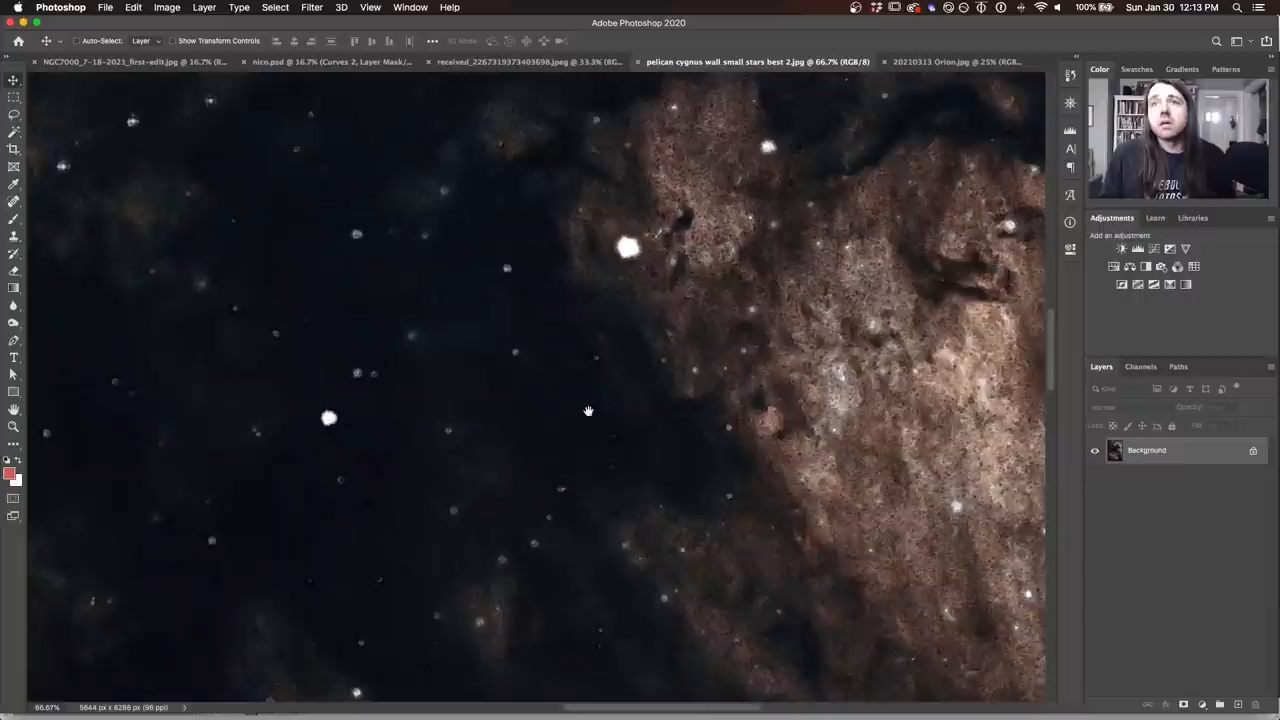 Photoshop File Edit Image Layer Type Select Filter 3D View Window Help 100% Sun Jan 30 12:13 PM
Adobe Photoshop 2020
Auto-Select: Layer Show Transform Controls 3D Mode:
NGC7000_7-18-2021_first-edit.jpg @ 16.7% (R... nico.psd @ 16.7% (Curves 2, Layer Mask/... received_2267319373403698.jpeg @ 33.3% (RG... pelican cygnus wall small stars best 2.jpg @ 66.7% (RGB/8) 20210313 Orion.jpg @ 25% (RGB...
Color Swatches Gradients Patterns
Adjustments Learn Libraries
Add an adjustment
Layers Channels Paths
Kind
Normal Opacity:
Lock: Fill:
Background
66.67% 5644 px x 8288 px (96 ppi)